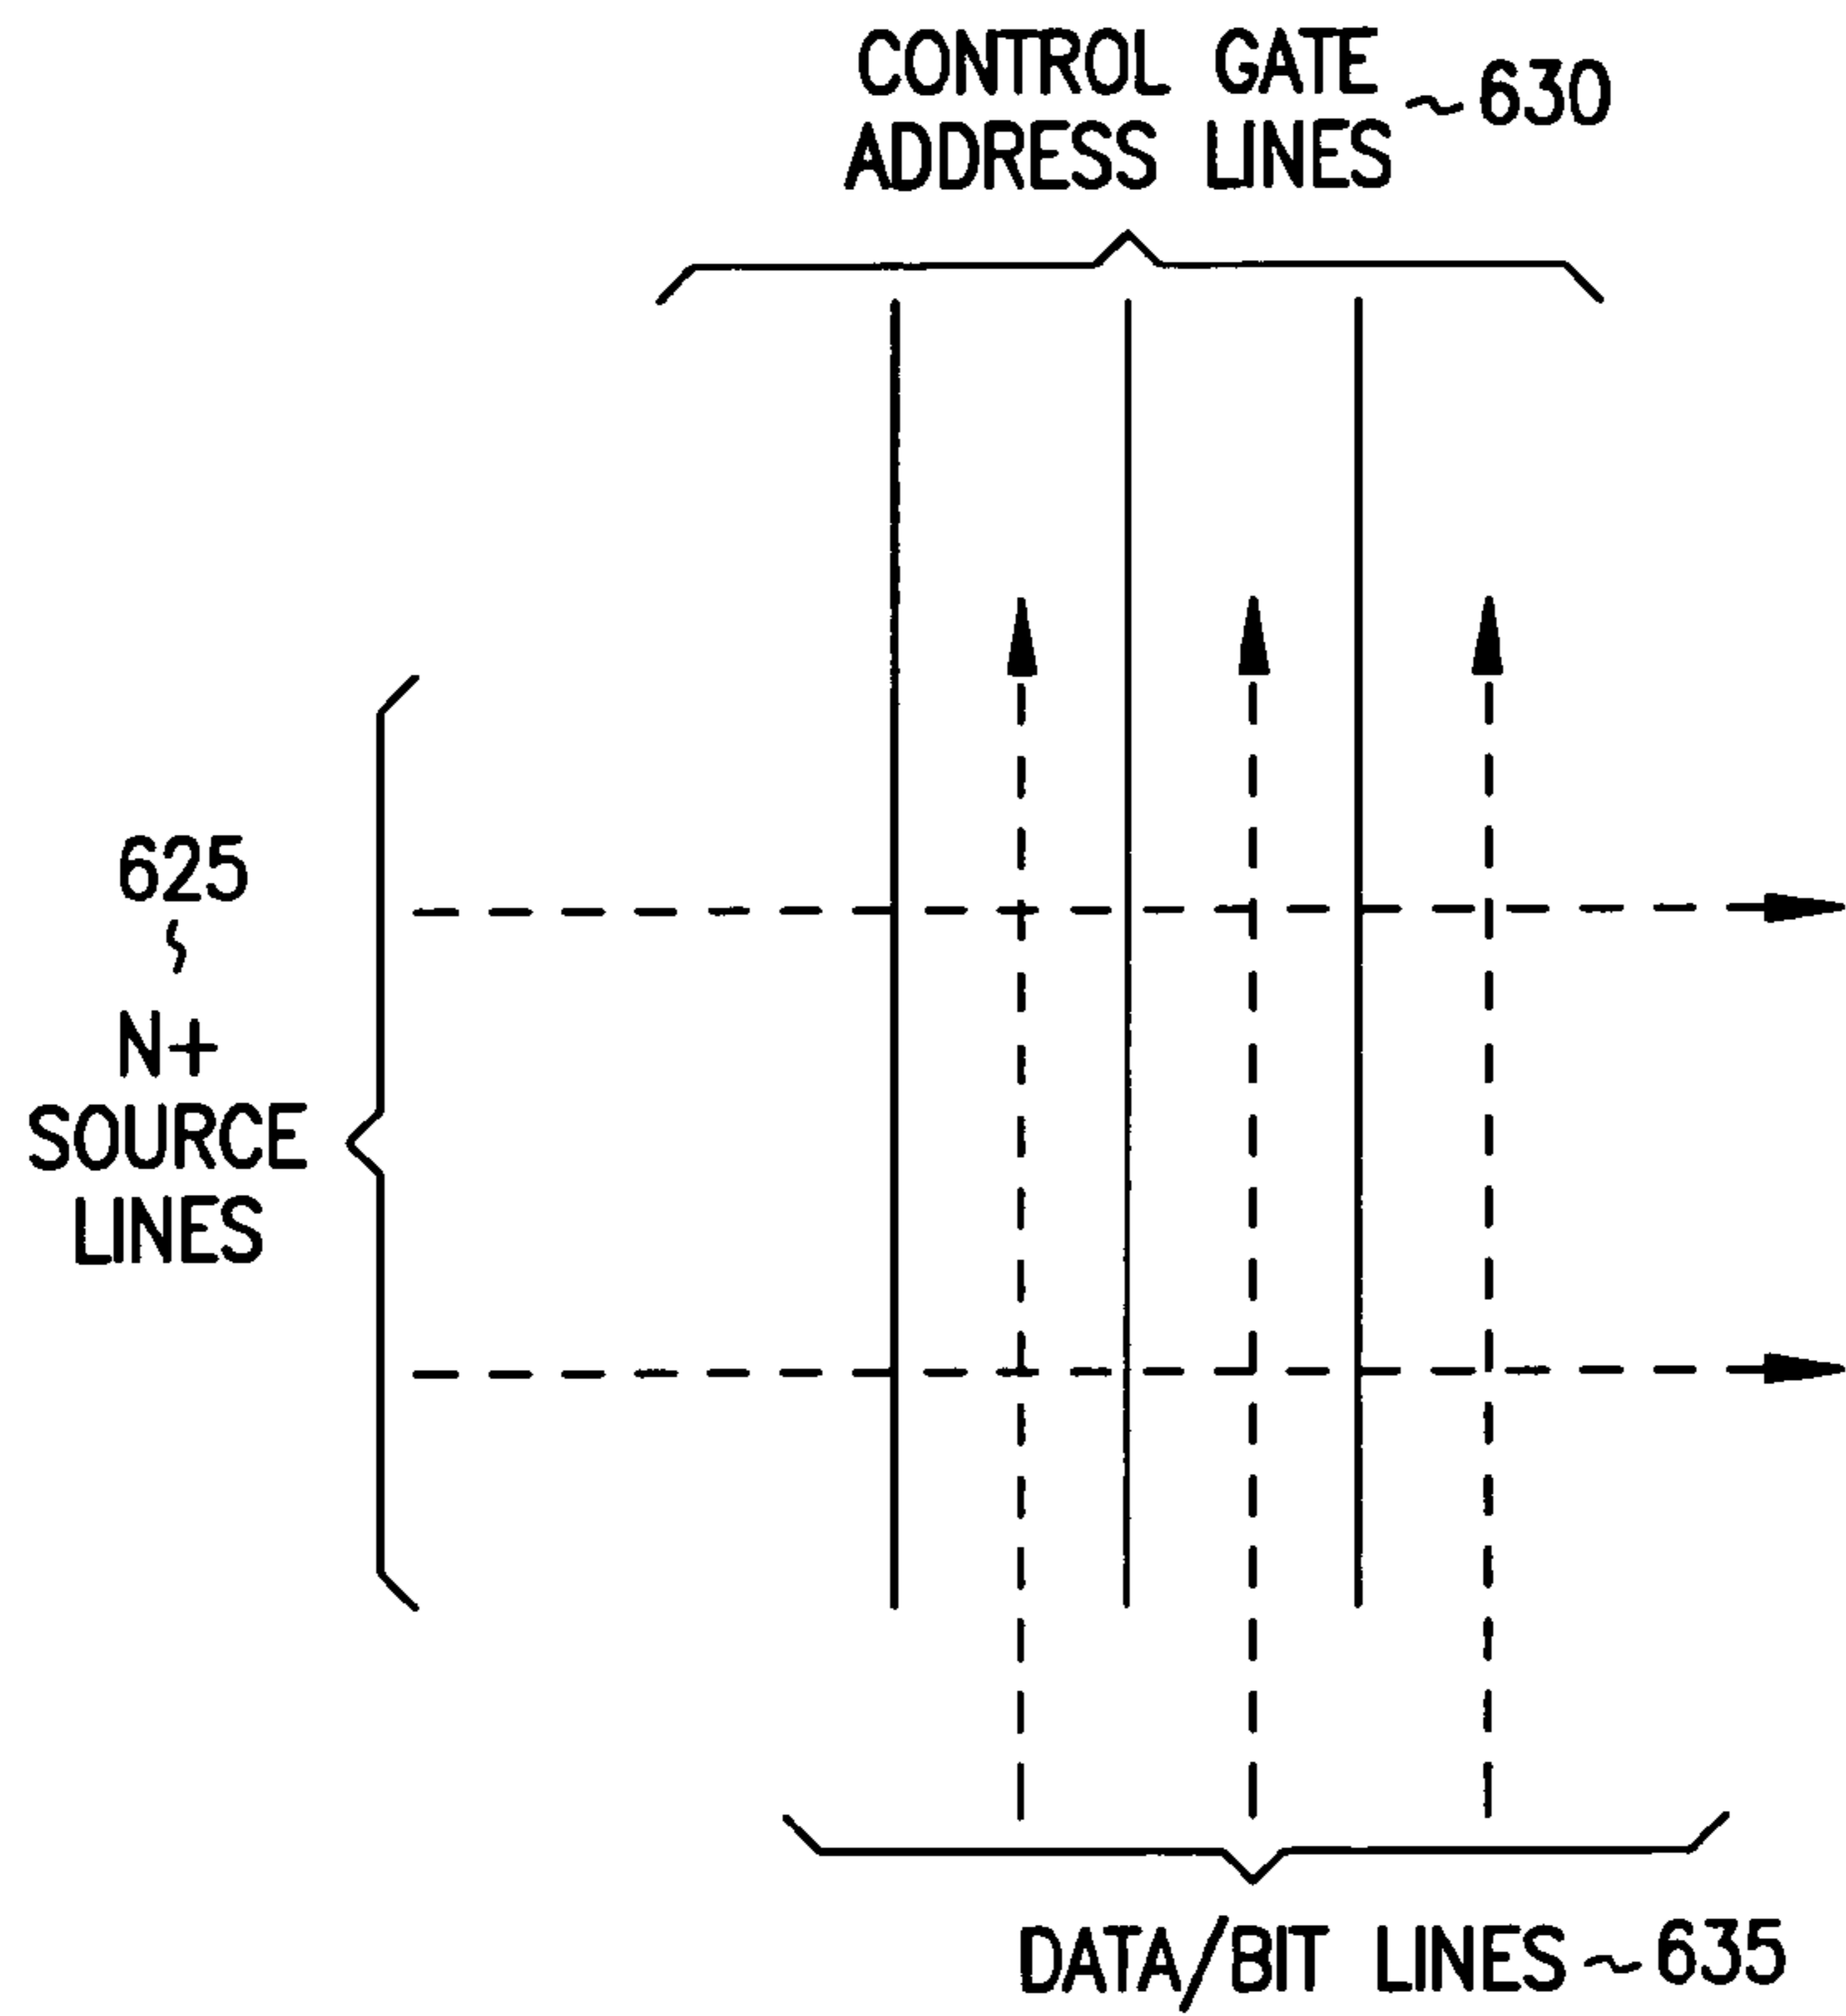 CONTROL GATE
ADDRESS LINES ~630
625
N+
SOURCE
LINES
DATA/BIT LINES ~635